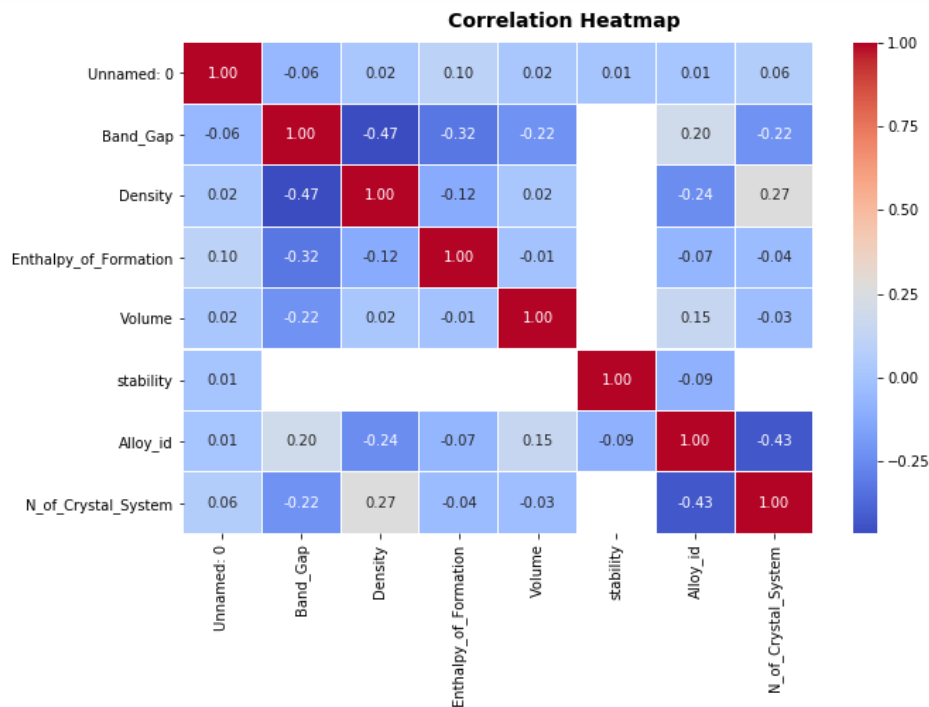 Correlation Heatmap
Unnamed: 0 1.00 -0.06 0.02 0.10 0.02 0.01 0.01 0.06
Band_Gap -0.06 1.00 -0.47 -0.32 -0.22 0.20 -0.22
Density 0.02 -0.47 1.00 -0.12 0.02 -0.24 0.27
Enthalpy_of_Formation 0.10 -0.32 -0.12 1.00 -0.01 -0.07 -0.04
Volume 0.02 -0.22 0.02 -0.01 1.00 0.15 -0.03
stability 0.01 1.00 -0.09
Alloy_id 0.01 0.20 -0.24 -0.07 0.15 -0.09 1.00 -0.43
N_of_Crystal_System 0.06 -0.22 0.27 -0.04 -0.03 -0.43 1.00
Unnamed: 0
Band_Gap
Density
Enthalpy_of_Formation
Volume
stability
Alloy_id
N_of_Crystal_System
1.00
0.75
0.50
0.25
0.00
−0.25